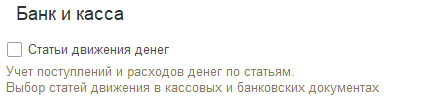 Банк и касса
Статьи движения денег
Учет поступлений и расходов денег по статьям.
Выбор статей движения в кассовых и банковских документах